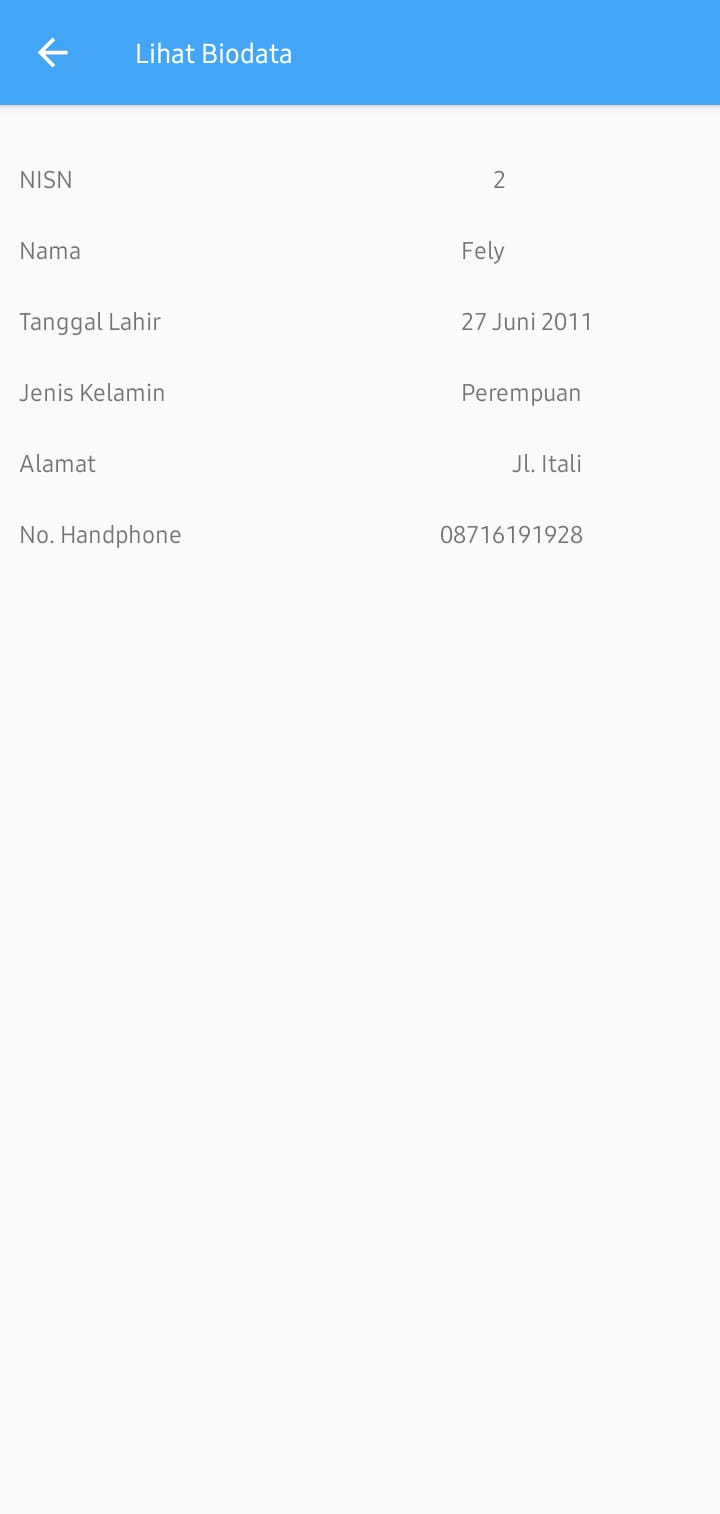 Lihat Biodata
NISN 2
Nama Fely
Tanggal Lahir 27 Juni 2011
Jenis Kelamin Perempuan
Alamat Jl. Itali
No. Handphone 08716191928